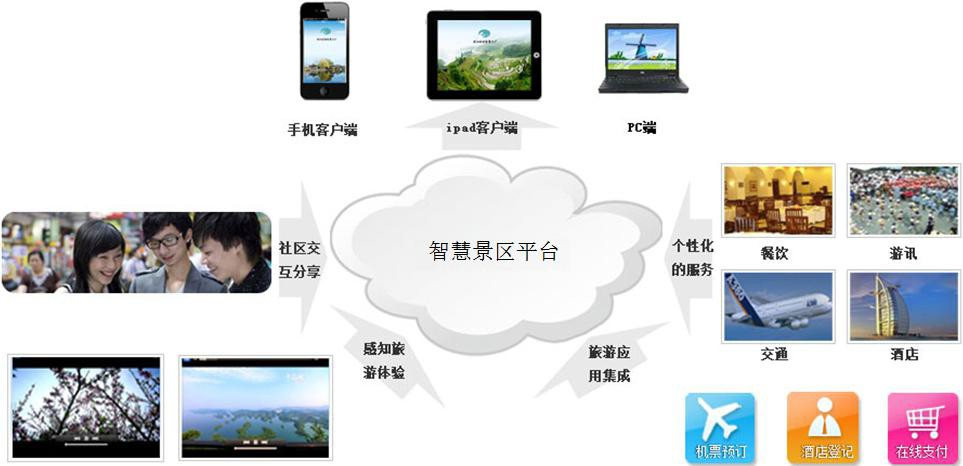 手机客户端
ipad客户端
PC端
智慧景区平台
社区交
互分享
个性化
的服务
餐饮
游讯
交通
酒店
感知旅
游体验
旅游应
用集成
机票预订
酒店登记
在线支付